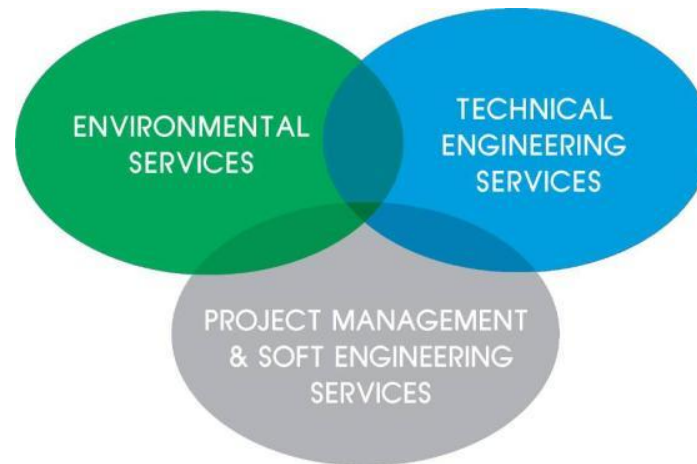 ENVIRONMENTAL
SERVICES
TECHNICAL
ENGINEERING
SERVICES
PROJECT MANAGEMENT
& SOFT ENGINEERING
SERVICES